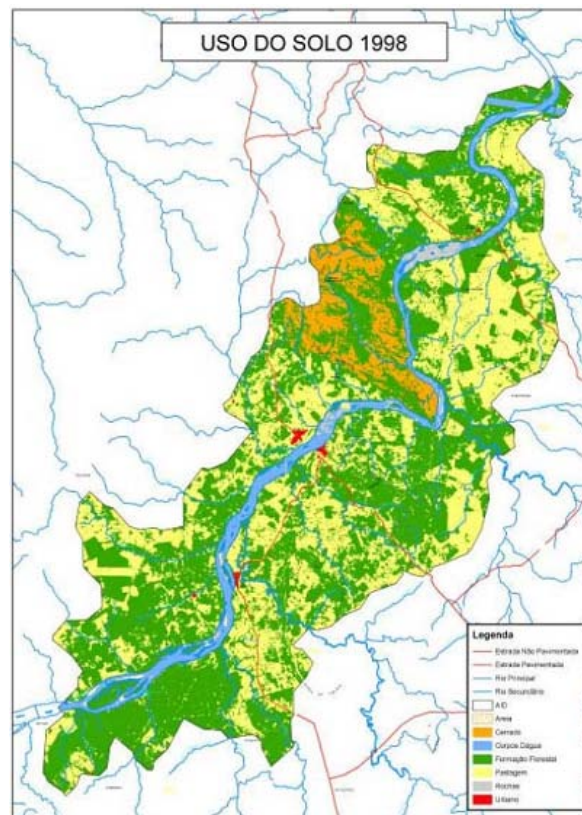 USO DO SOLO 1998
Legenda
Estrada Não Pavimentada
Estrada Pavimentada
Rio Principal
Rio Secundário
AID
Areia
Cerrado
Corpos Dágua
Formação Florestal
Pastagem
Rochas
Urbano